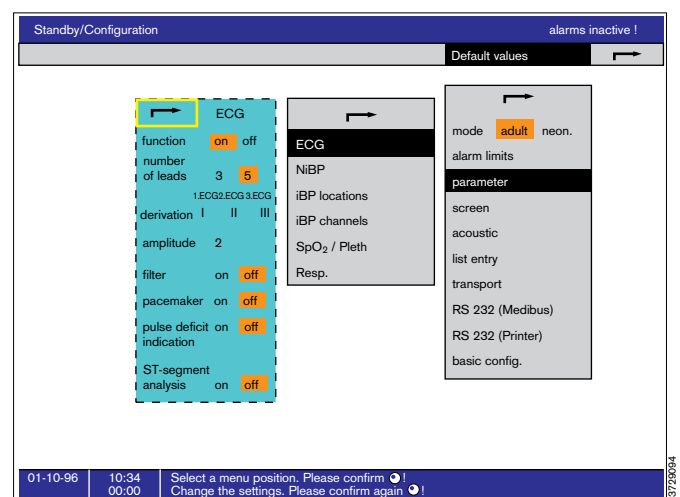 Standby/Configuration alarms inactive !
Default values
ECG
function on off
number
of leads 3 5
1.ECG2.ECG 3.ECG
derivation I II III
amplitude 2
filter on off
pacemaker on off
pulse deficit on off
indication
ST-segment
analysis on off
ECG
NiBP
iBP locations
iBP channels
SpO₂ / Pleth
Resp.
mode adult neon.
alarm limits
parameter
screen
acoustic
list entry
transport
RS 232 (Medibus)
RS 232 (Printer)
basic config.
01-10-96 10:34 Select a menu position. Please confirm !
00:00 Change the settings. Please confirm again !
3729094